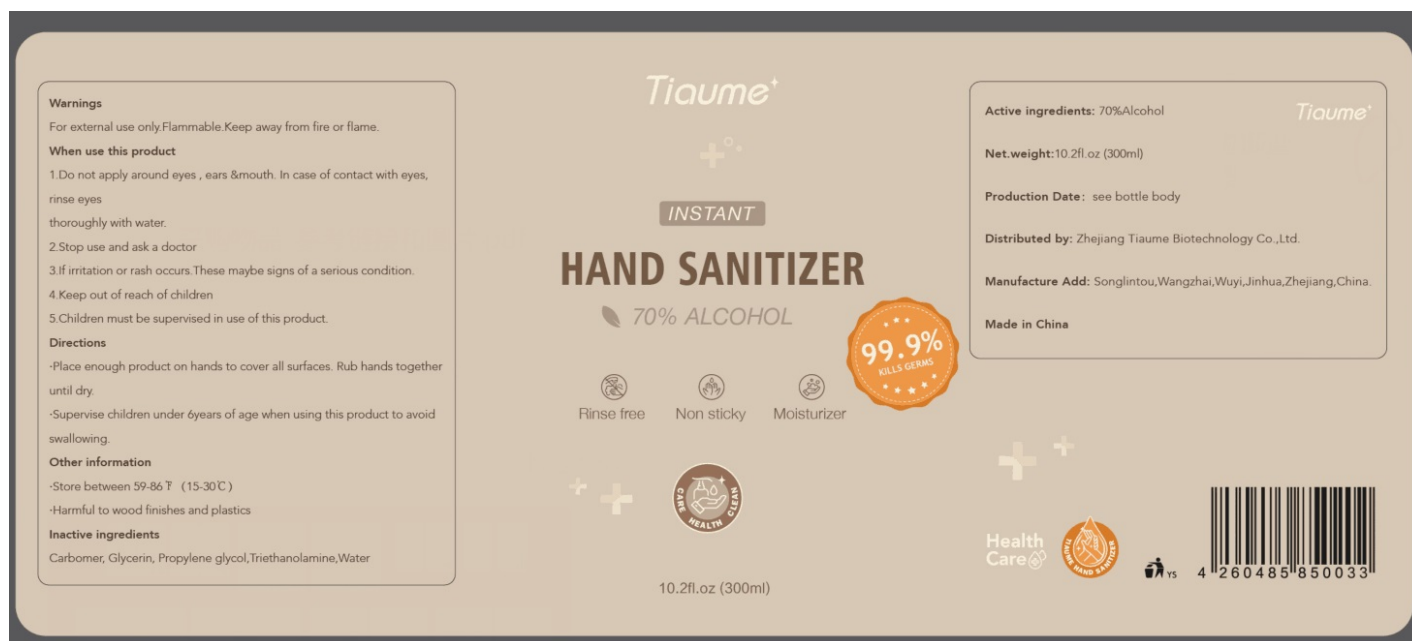 Warnings
For external use only.Flammable.Keep away from fire or flame.
When use this product
1.Do not apply around eyes , ears &mouth. In case of contact with eyes,
rinse eyes
thoroughly with water.
2.Stop use and ask a doctor
3.If irritation or rash occurs.These maybe signs of a serious condition.
4.Keep out of reach of children
5.Children must be supervised in use of this product.
Directions
·Place enough product on hands to cover all surfaces. Rub hands together
until dry.
·Supervise children under 6years of age when using this product to avoid
swallowing.
Other information
·Store between 59-86℉ (15-30℃)
·Harmful to wood finishes and plastics
Inactive ingredients
Carbomer, Glycerin, Propylene glycol,Triethanolamine,Water
Tiaume
INSTANT
HAND SANITIZER
70% ALCOHOL
99.9%
KILLS GERMS
Rinse free
Non sticky
Moisturizer
CARE HEALTH CLEAN
10.2fl.oz (300ml)
Tiaume
Active ingredients: 70%Alcohol
Net.weight:10.2fl.oz (300ml)
Production Date: see bottle body
Distributed by: Zhejiang Tiaume Biotechnology Co.,Ltd.
Manufacture Add: Songlintou,Wangzhai,Wuyi,Jinhua,Zhejiang,China.
Made in China
Health
Care
TIAUME HAND SANITIZER
YS
4 260485 850033